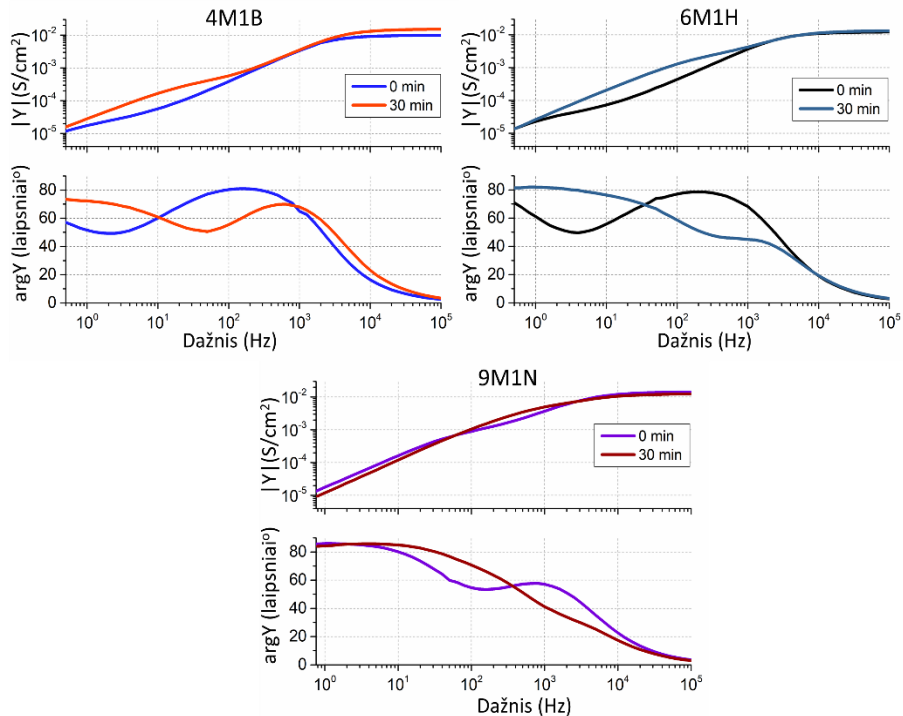 4M1B
|Y|(S/cm²)
10⁻²
10⁻³
10⁻⁴
10⁻⁵
0 min
30 min
argY (laipsniai°)
80
60
40
20
0
10⁰ 10¹ 10² 10³ 10⁴ 10⁵
Dažnis (Hz)
6M1H
|Y|(S/cm²)
10⁻²
10⁻³
10⁻⁴
10⁻⁵
0 min
30 min
argY (laipsniai°)
80
60
40
20
0
10⁰ 10¹ 10² 10³ 10⁴ 10⁵
Dažnis (Hz)
9M1N
|Y|(S/cm²)
10⁻²
10⁻³
10⁻⁴
10⁻⁵
0 min
30 min
argY (laipsniai°)
80
60
40
20
0
10⁰ 10¹ 10² 10³ 10⁴ 10⁵
Dažnis (Hz)